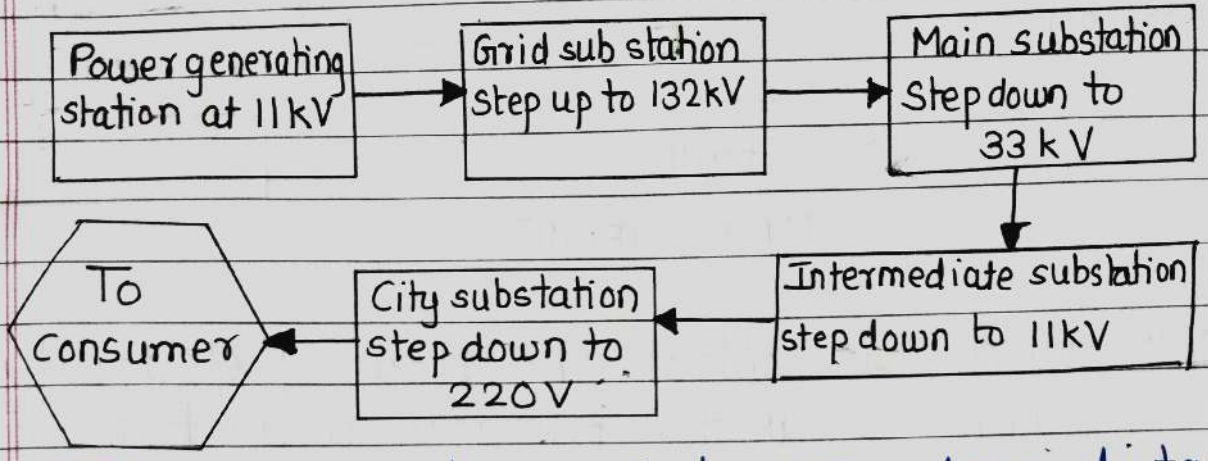 Power generating
station at 11kV
Grid sub station
step up to 132kV
Main substation
Step down to
33 kV
Intermediate substation
step down to 11kV
City substation
step down to
220V
To
Consumer